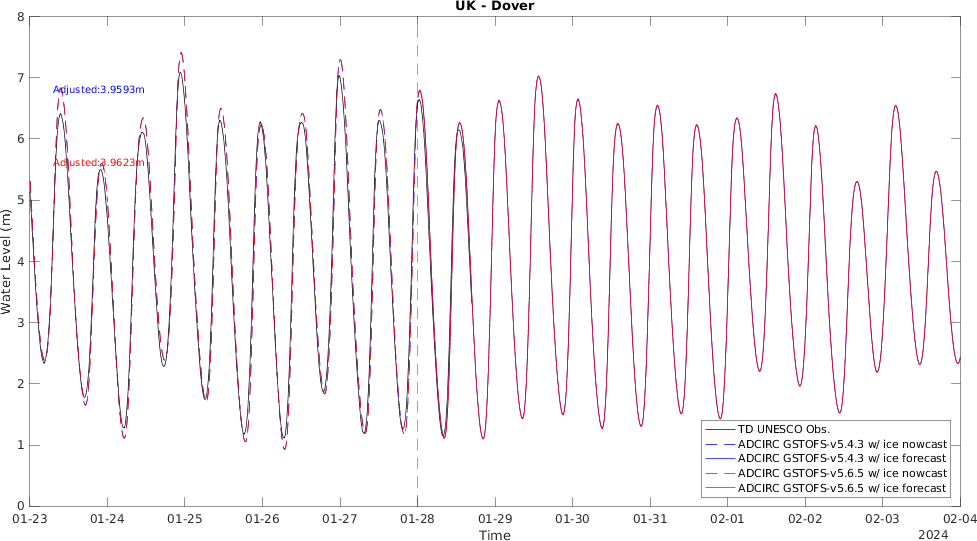 UK - Dover
8
7
6
5
4
3
2
1
0
Water Level (m)
Adjusted:3.9593m
Adjusted:3.9623m
TD UNESCO Obs.
ADCIRC GSTOFS-v5.4.3 w/ ice nowcast
ADCIRC GSTOFS-v5.4.3 w/ ice forecast
ADCIRC GSTOFS-v5.6.5 w/ ice nowcast
ADCIRC GSTOFS-v5.6.5 w/ ice forecast
01-23 01-24 01-25 01-26 01-27 01-28 01-29 01-30 01-31 02-01 02-02 02-03 02-04
Time
2024